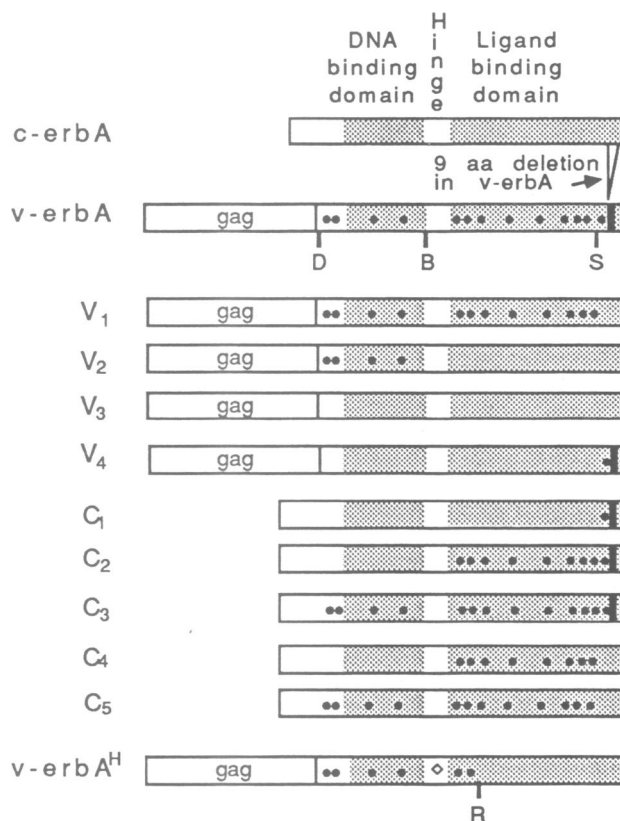 DNA binding domain
Hinge
Ligand binding domain
c-erbA
9 aa deletion in v-erbA
v-erbA
gag
D
B
S
V1
gag
V2
gag
V3
gag
V4
gag
C1
C2
C3
C4
C5
v-erbAH
gag
R